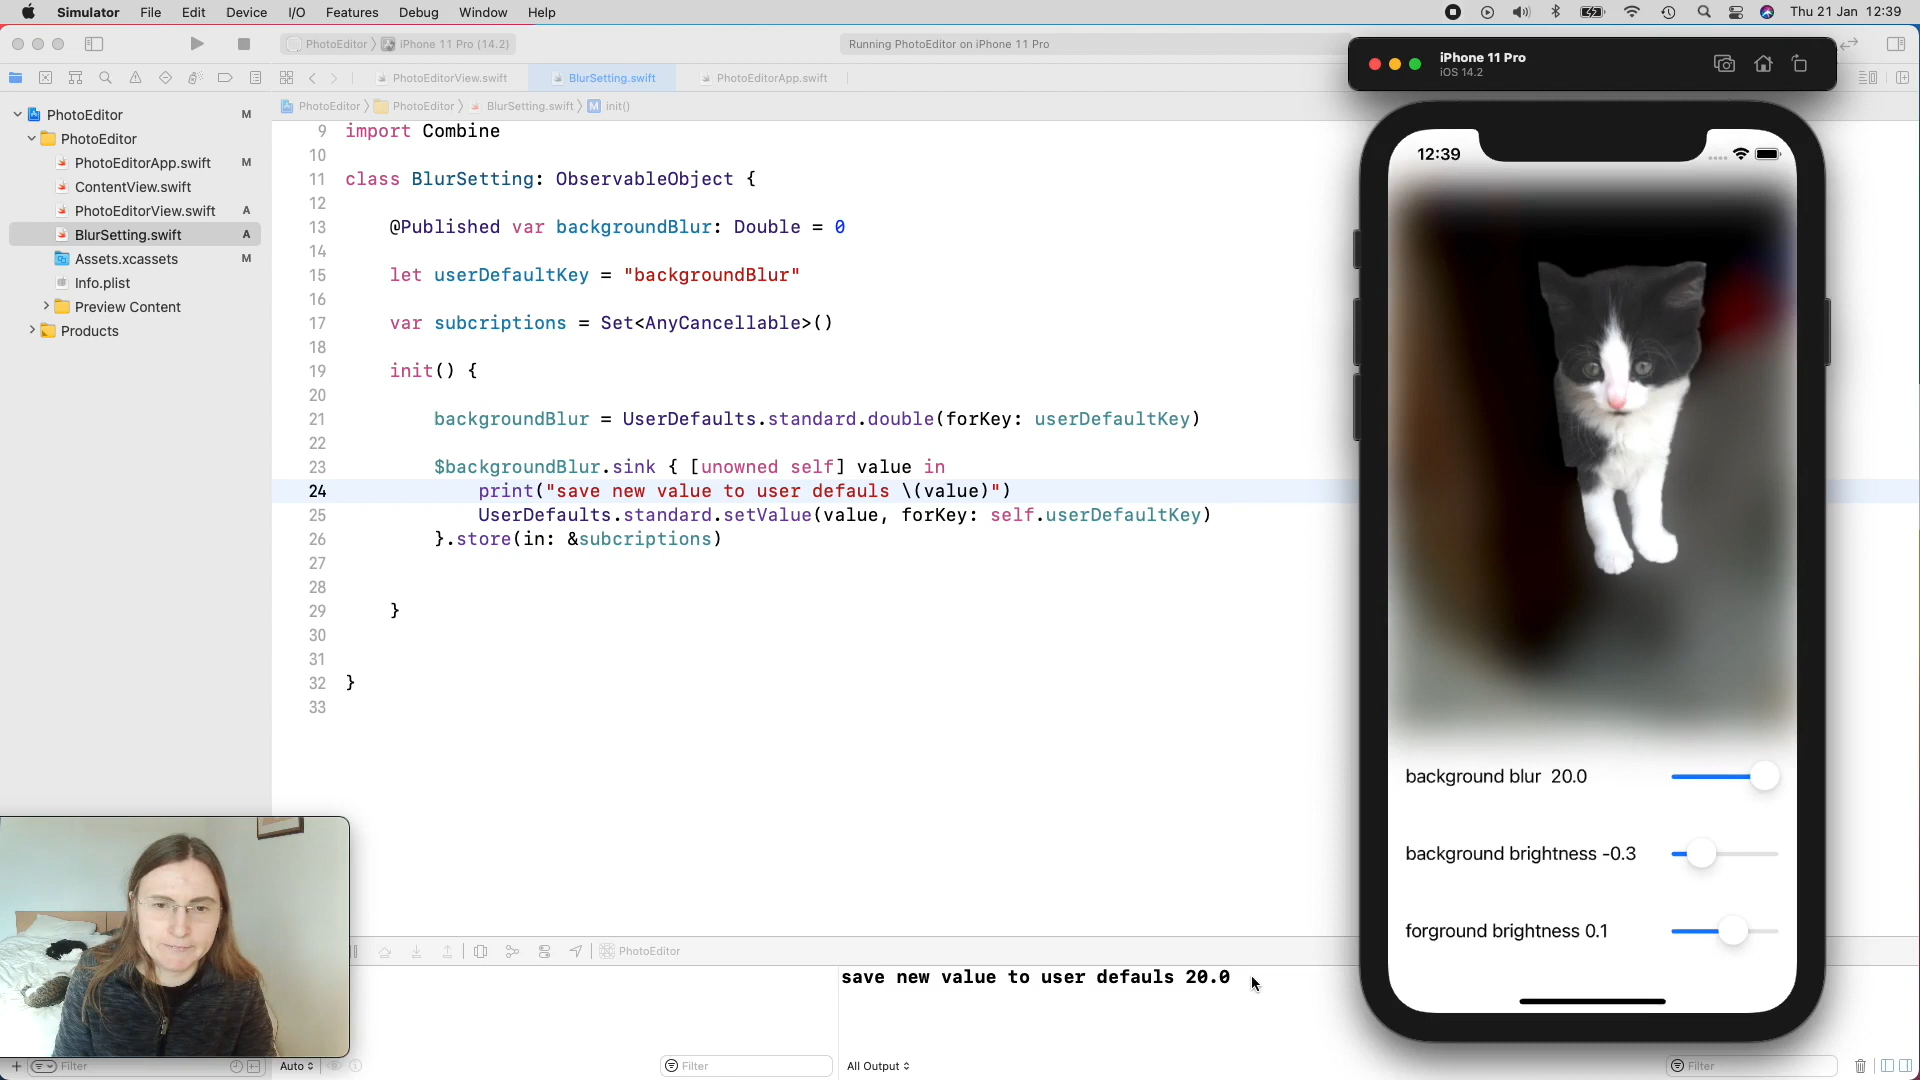 Simulator File Edit Device I/O Features Debug Window Help Thu 21 Jan 12:39
PhotoEditor iPhone 11 Pro (14.2) Running PhotoEditor on iPhone 11 Pro
iPhone 11 Pro
iOS 14.2
PhotoEditorView.swift BlurSetting.swift PhotoEditorApp.swift
PhotoEditor PhotoEditor BlurSetting.swift M init()
PhotoEditor M
PhotoEditor
PhotoEditorApp.swift M
ContentView.swift
PhotoEditorView.swift A
BlurSetting.swift A
Assets.xcassets M
Info.plist
Preview Content
Products
9 import Combine
10
11 class BlurSetting: ObservableObject {
12
13 @Published var backgroundBlur: Double = 0
14
15 let userDefaultKey = "backgroundBlur"
16
17 var subcriptions = Set<AnyCancellable>()
18
19 init() {
20
21 backgroundBlur = UserDefaults.standard.double(forKey: userDefaultKey)
22
23 $backgroundBlur.sink { [unowned self] value in
24 print("save new value to user defauls \(value)")
25 UserDefaults.standard.setValue(value, forKey: self.userDefaultKey)
26 }.store(in: &subcriptions)
27
28
29 }
30
31
32 }
33
12:39
background blur 20.0
background brightness -0.3
forground brightness 0.1
PhotoEditor
save new value to user defauls 20.0
Filter Auto Filter All Output Filter